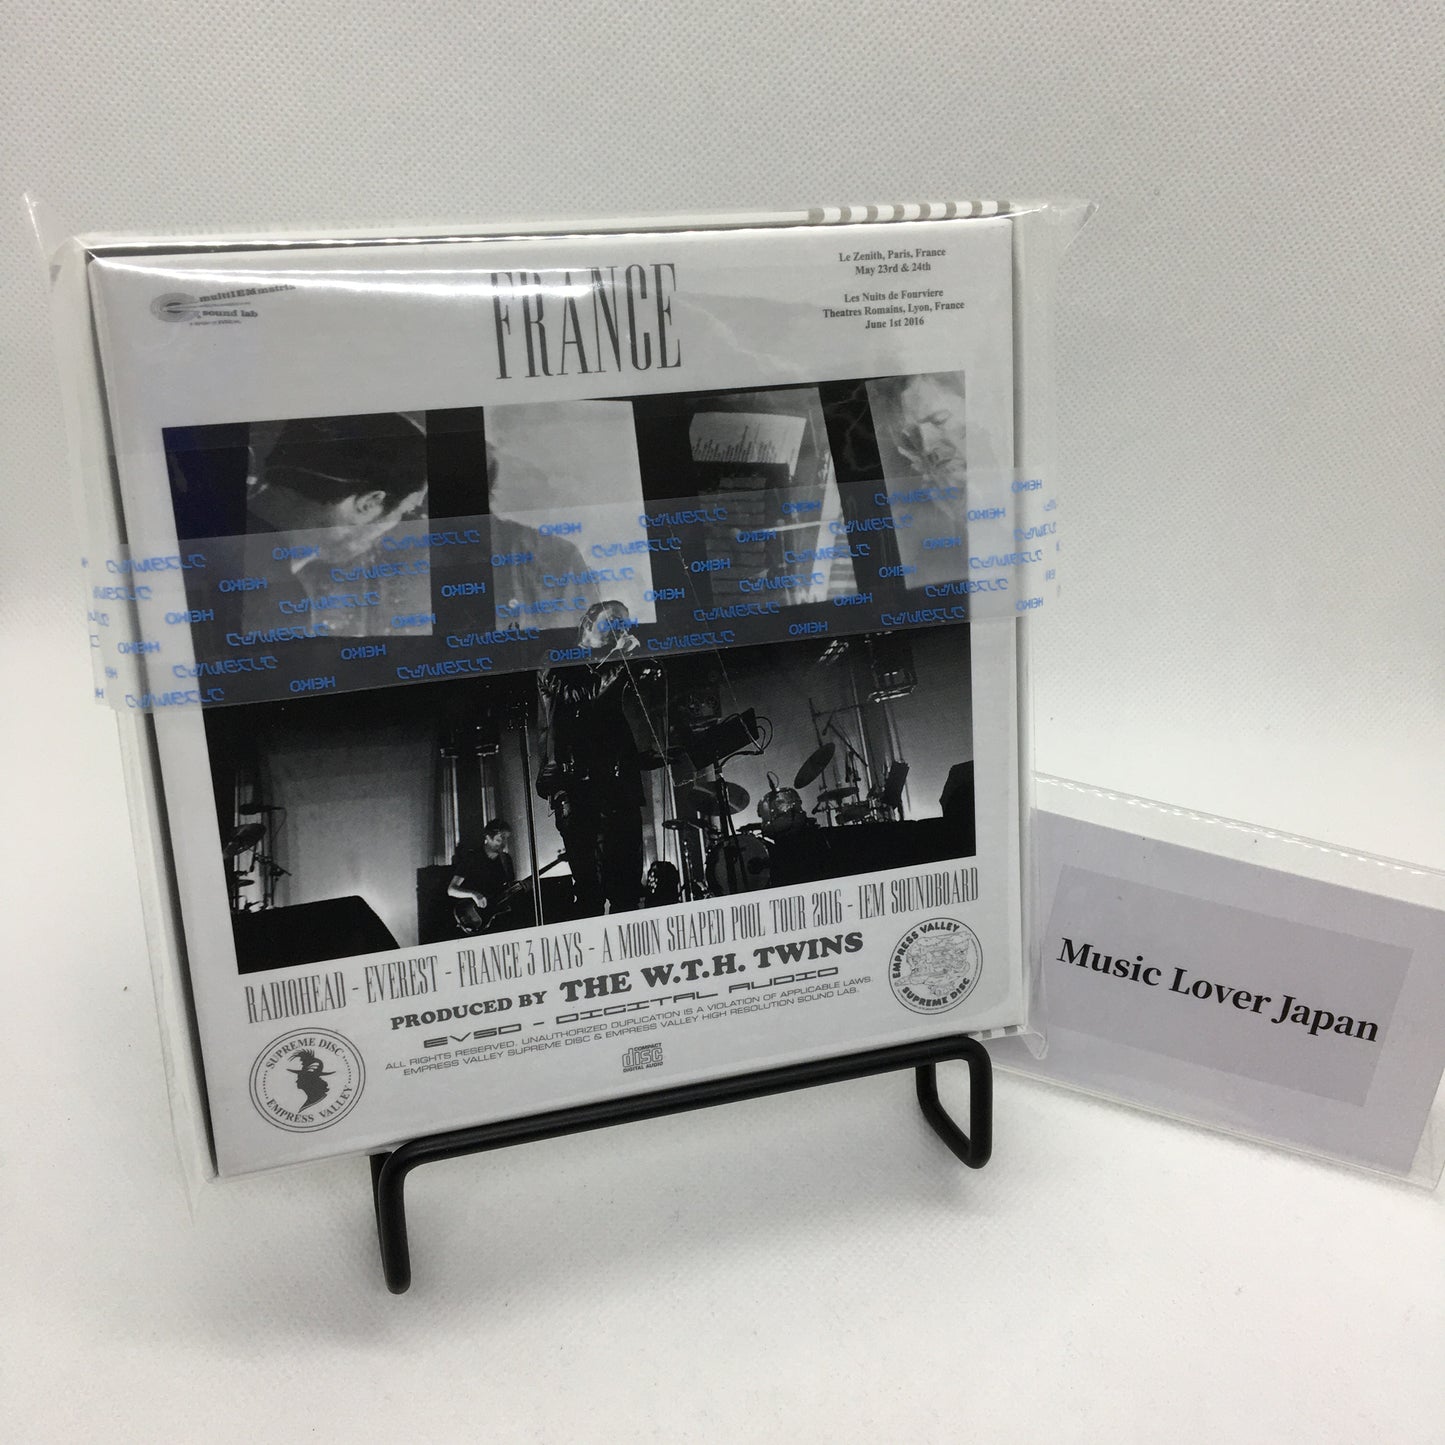 multiIEMmatrix
sound lab
FRANCE
Le Zenith, Paris, France
May 23rd & 24th
Les Nuits de Fourviere
Theatres Romains, Lyon, France
June 1st 2016
HEIKO
RADIOHEAD - EVEREST - FRANCE 3 DAYS - A MOON SHAPED POOL TOUR 2016 - IEM SOUNDBOARD
PRODUCED BY THE W.T.H. TWINS
EVSD - DIGITAL AUDIO
ALL RIGHTS RESERVED. UNAUTHORIZED DUPLICATION IS A VIOLATION OF APPLICABLE LAWS.
EMPRESS VALLEY SUPREME DISC & EMPRESS VALLEY HIGH RESOLUTION SOUND LAB.
SUPREME DISC
EMPRESS VALLEY
COMPACT
disc
DIGITAL AUDIO
EMPRESS VALLEY
SUPREME DISC
Music Lover Japan